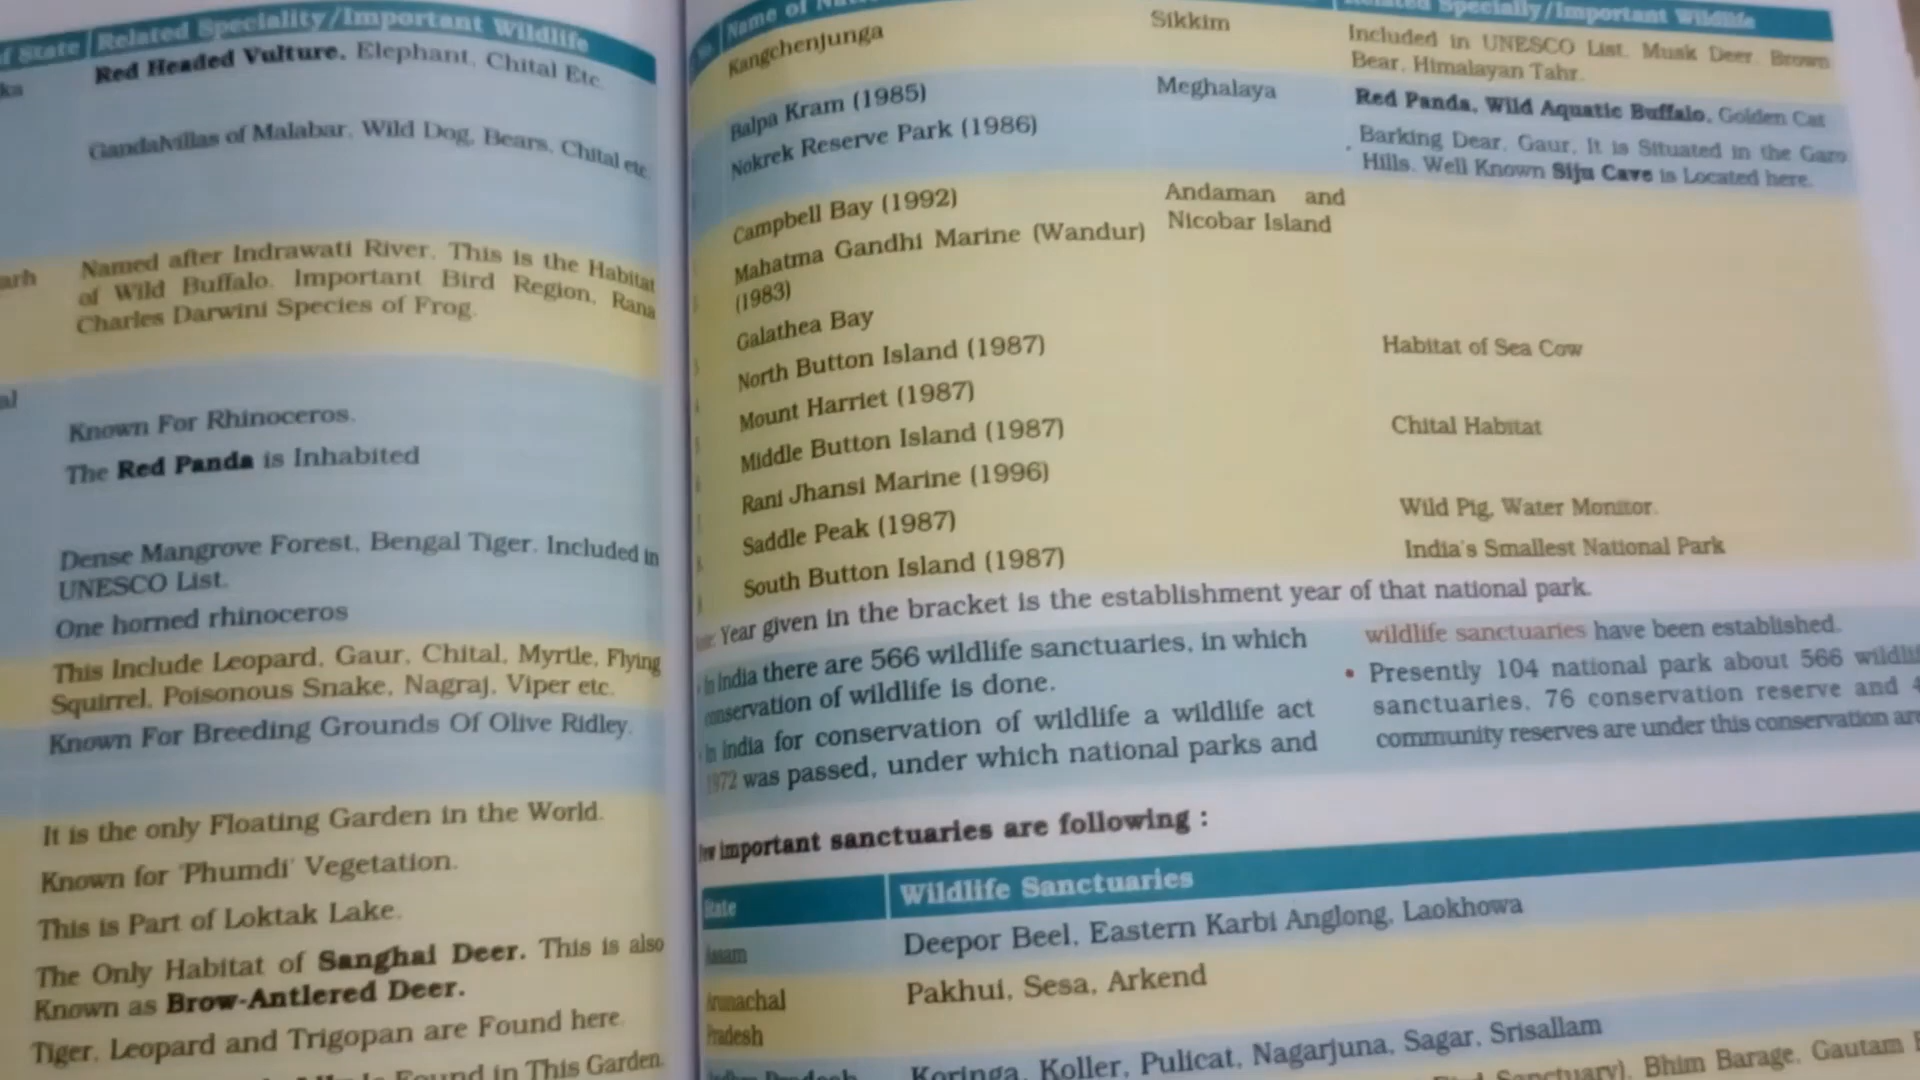 of State Related Speciality/Important Wildlife
ka Red Headed Vulture, Elephant, Chital Etc.
Gandalvillas of Malabar, Wild Dog, Bears, Chital etc.
arh Named after Indrawati River. This is the Habitat
of Wild Buffalo. Important Bird Region, Rana
Charles Darwini Species of Frog.
al
Known For Rhinoceros.
The Red Panda is Inhabited
Dense Mangrove Forest, Bengal Tiger. Included in
UNESCO List.
One horned rhinoceros
This Include Leopard, Gaur, Chital, Myrtle, Flying
Squirrel, Poisonous Snake, Nagraj, Viper etc.
Known For Breeding Grounds Of Olive Ridley.
It is the only Floating Garden in the World.
Known for 'Phumdi' Vegetation.
This is Part of Loktak Lake.
The Only Habitat of Sanghai Deer. This is also
Known as Brow-Antlered Deer.
Tiger, Leopard and Trigopan are Found here.
Found in This Garden.
Name of Specially/Important Wildlife
Kangchenjunga Sikkim Included in UNESCO List. Musk Deer, Brown
Bear, Himalayan Tahr.
Balpa Kram (1985) Meghalaya Red Panda, Wild Aquatic Buffalo, Golden Cat
Nokrek Reserve Park (1986) Barking Dear, Gaur, It is Situated in the Garo
Hills. Well Known Siju Cave is Located here.
Campbell Bay (1992) Andaman and
Mahatma Gandhi Marine (Wandur) Nicobar Island
(1983)
Galathea Bay
North Button Island (1987) Habitat of Sea Cow
Mount Harriet (1987)
Middle Button Island (1987) Chital Habitat
Rani Jhansi Marine (1996)
Saddle Peak (1987) Wild Pig, Water Monitor.
South Button Island (1987) India's Smallest National Park
Year given in the bracket is the establishment year of that national park.
In India there are 566 wildlife sanctuaries, in which
conservation of wildlife is done.
In India for conservation of wildlife a wildlife act
1972 was passed, under which national parks and
wildlife sanctuaries have been established.
• Presently 104 national park about 566
sanctuaries, 76 conservation reserve and
community reserves are under this conservation
important sanctuaries are following :
State Wildlife Sanctuaries
Assam Deepor Beel, Eastern Karbi Anglong, Laokhowa
Arunachal Pakhui, Sesa, Arkend
Pradesh
Koringa, Koller, Pulicat, Nagarjuna, Sagar, Srisallam
Sanctuary), Bhim Barage, Gautam